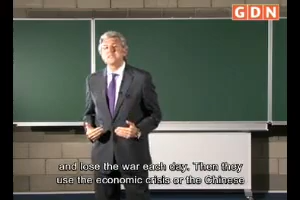 GDN
and lose the war each day. Then they
use the economic crisis or the Chinese